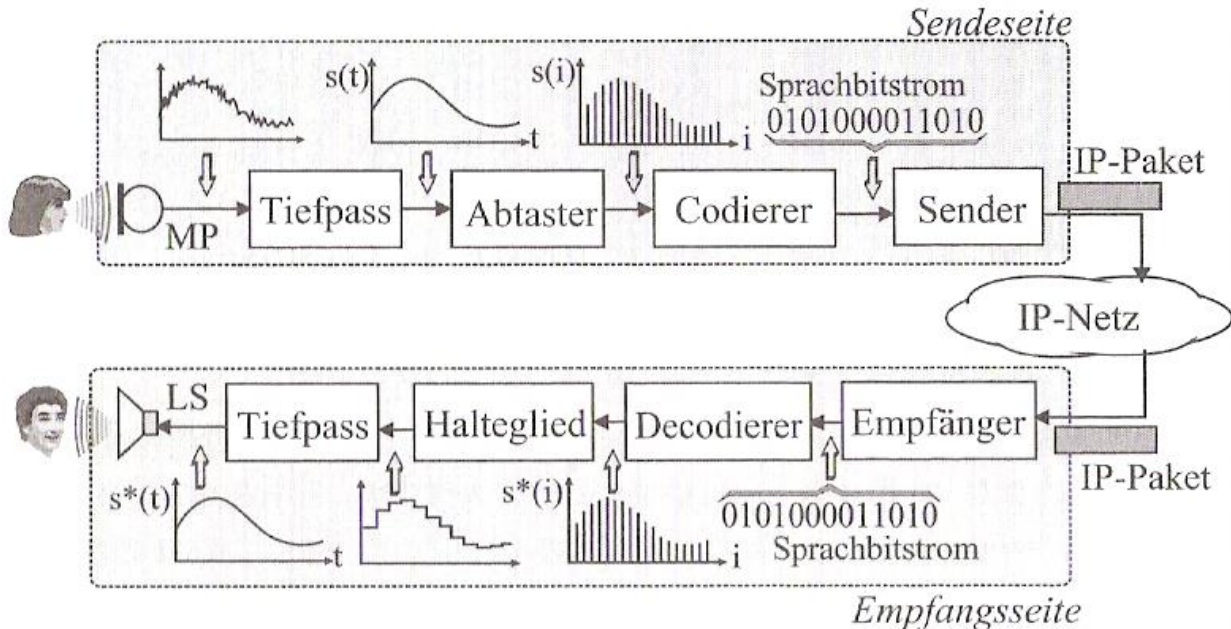 Sendeseite
s(t)
t
s(i)
i
Sprachbitstrom
0101000011010
IP-Paket
MP
Tiefpass
Abtaster
Codierer
Sender
IP-Netz
LS
Tiefpass
Halteglied
Decodierer
Empfänger
IP-Paket
s*(t)
t
s*(i)
i
0101000011010
Sprachbitstrom
Empfangsseite